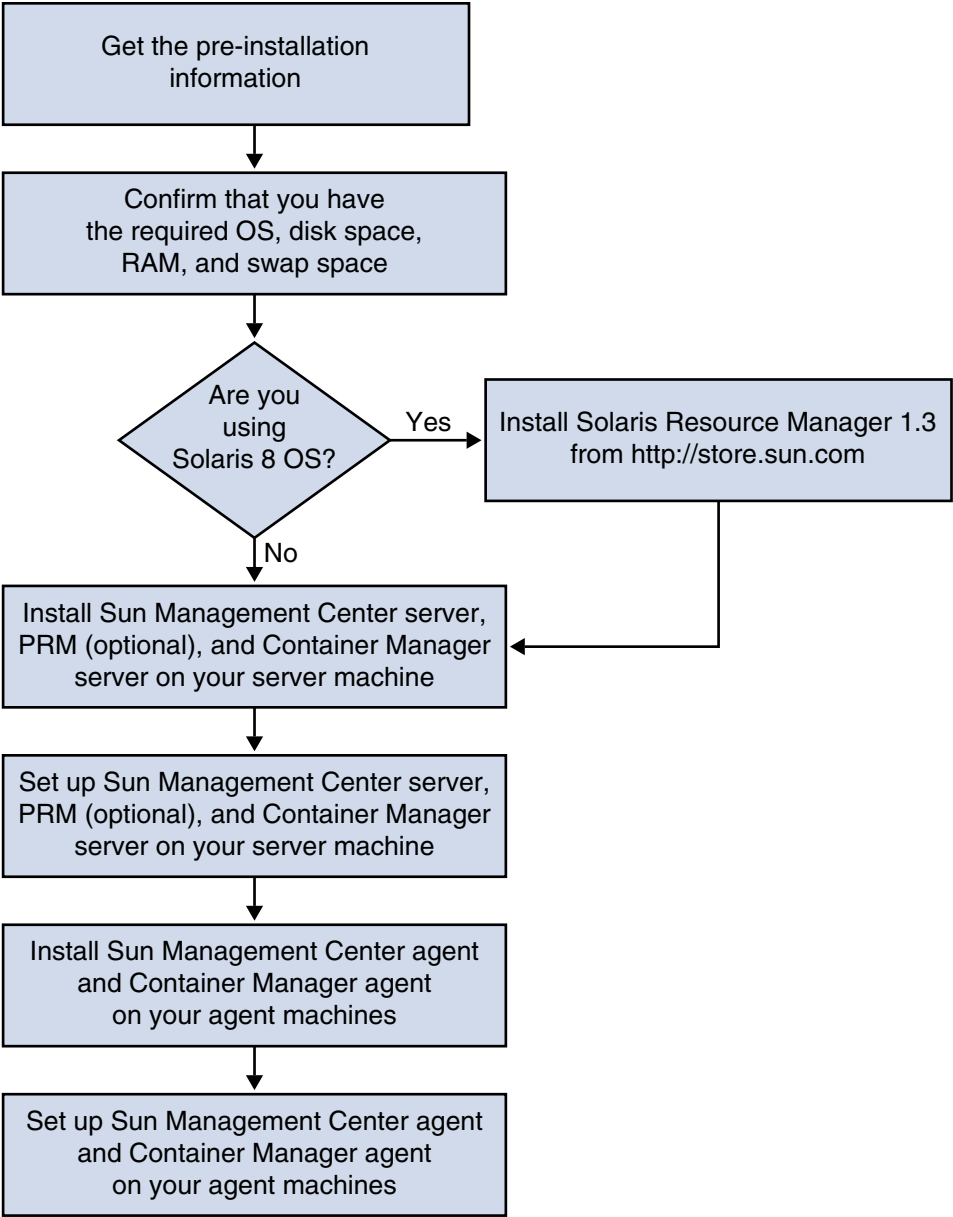 Get the pre-installation
information
Confirm that you have
the required OS, disk space,
RAM, and swap space
Are you
using
Solaris 8 OS?
Yes
Install Solaris Resource Manager 1.3
from http://store.sun.com
No
Install Sun Management Center server,
PRM (optional), and Container Manager
server on your server machine
Set up Sun Management Center server,
PRM (optional), and Container Manager
server on your server machine
Install Sun Management Center agent
and Container Manager agent
on your agent machines
Set up Sun Management Center agent
and Container Manager agent
on your agent machines